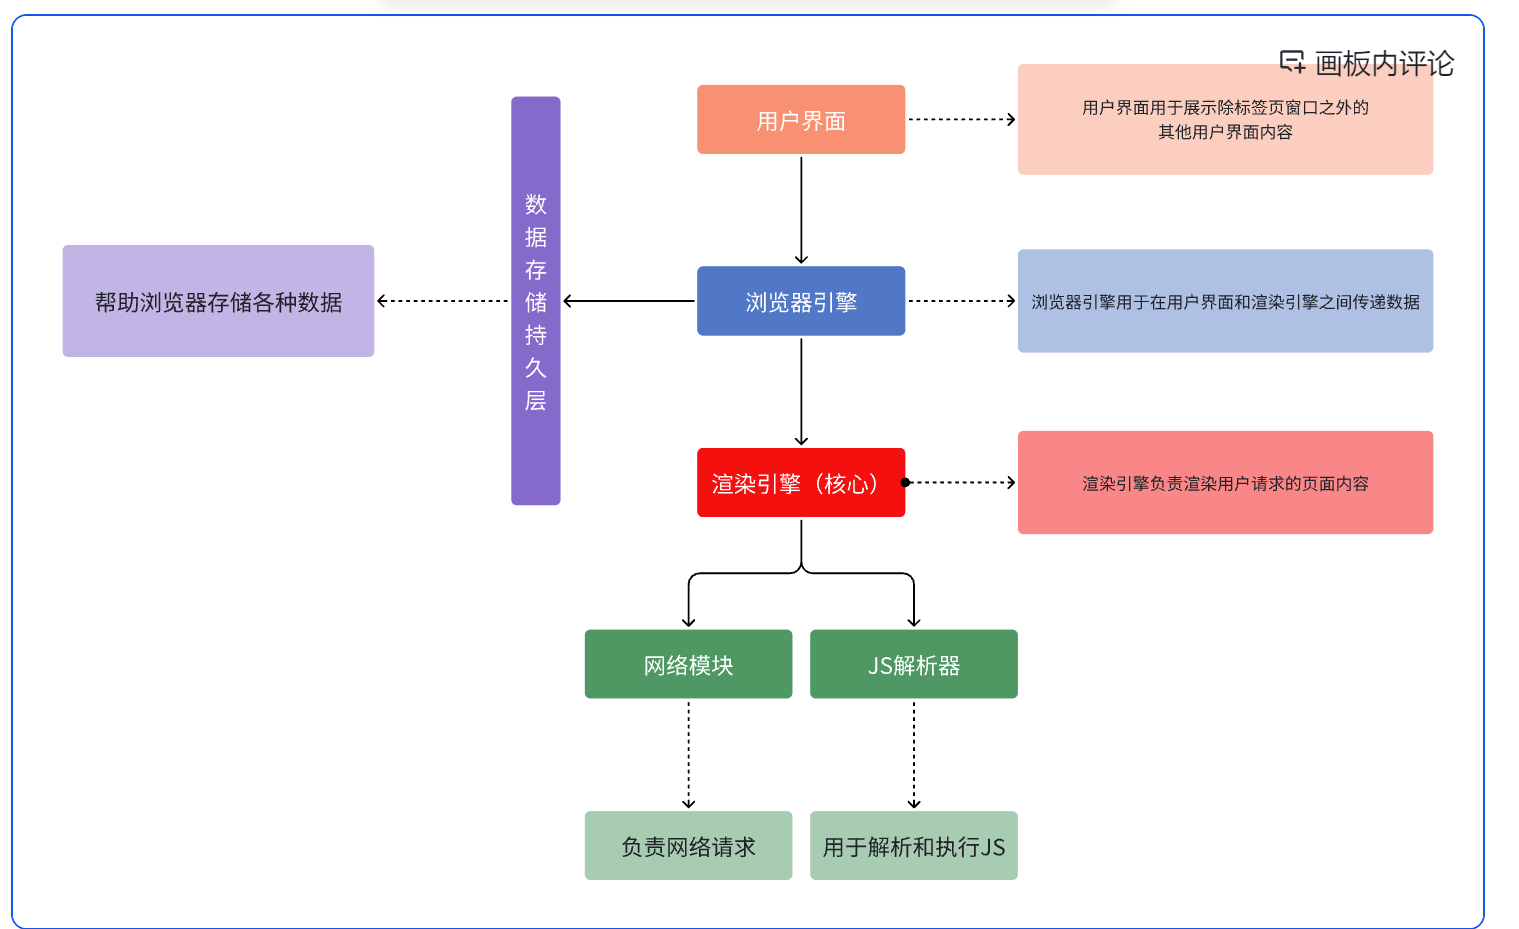 画板内评论
用户界面
用户界面用于展示除标签页窗口之外的
其他用户界面内容
数
据
存
储
持
久
层
帮助浏览器存储各种数据
浏览器引擎
浏览器引擎用于在用户界面和渲染引擎之间传递数据
渲染引擎（核心）
渲染引擎负责渲染用户请求的页面内容
网络模块
JS解析器
负责网络请求
用于解析和执行JS